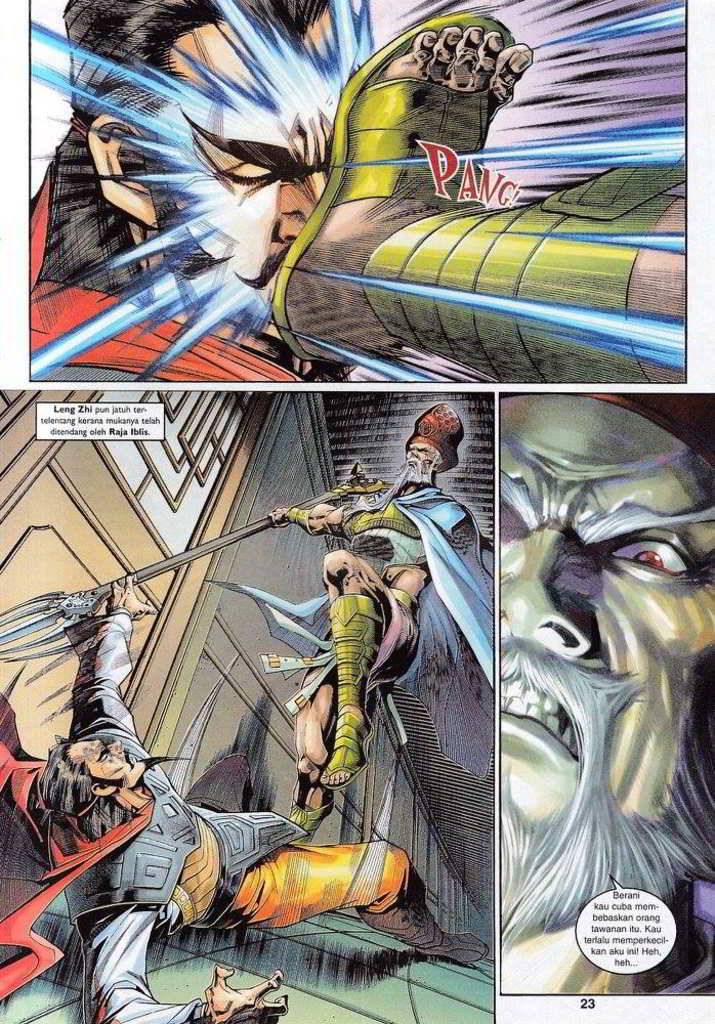 PANG!
Leng Zhi pun jatuh ter-
telentang kerana mukanya telah
ditendang oleh Raja Iblis.
Berani
kau cuba mem-
bebaskan orang
tawanan itu. Kau
terlalu memperkecil-
kan aku ini! Heh,
heh...
23